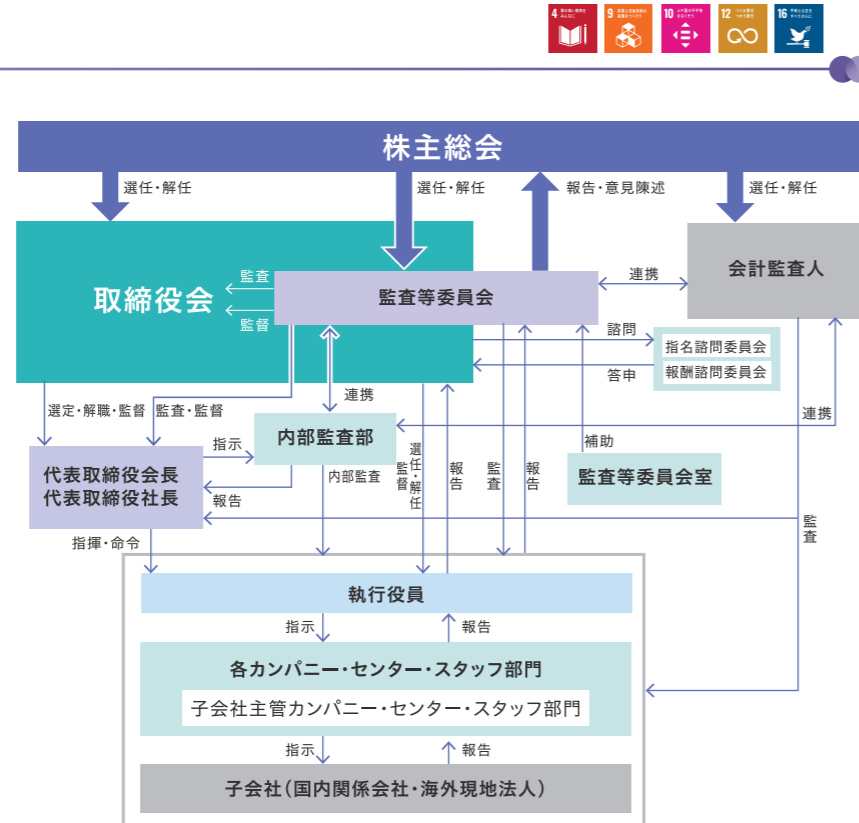 4
9
10
12
16
株主総会
選任・解任
選任・解任
報告・意見陳述
選任・解任
取締役会
監査
監督
監査等委員会
連携
会計監査人
諮問
答申
指名諮問委員会
報酬諮問委員会
連携
選定・解職・監督
監査・監督
連携
内部監査部
指示
報告
内部監査
代表取締役会長
代表取締役社長
選任・解任
監督
報告
監査
報告
補助
監査等委員会室
監査
指揮・命令
執行役員
指示
報告
各カンパニー・センター・スタッフ部門
子会社主管カンパニー・センター・スタッフ部門
指示
報告
子会社（国内関係会社・海外現地法人）